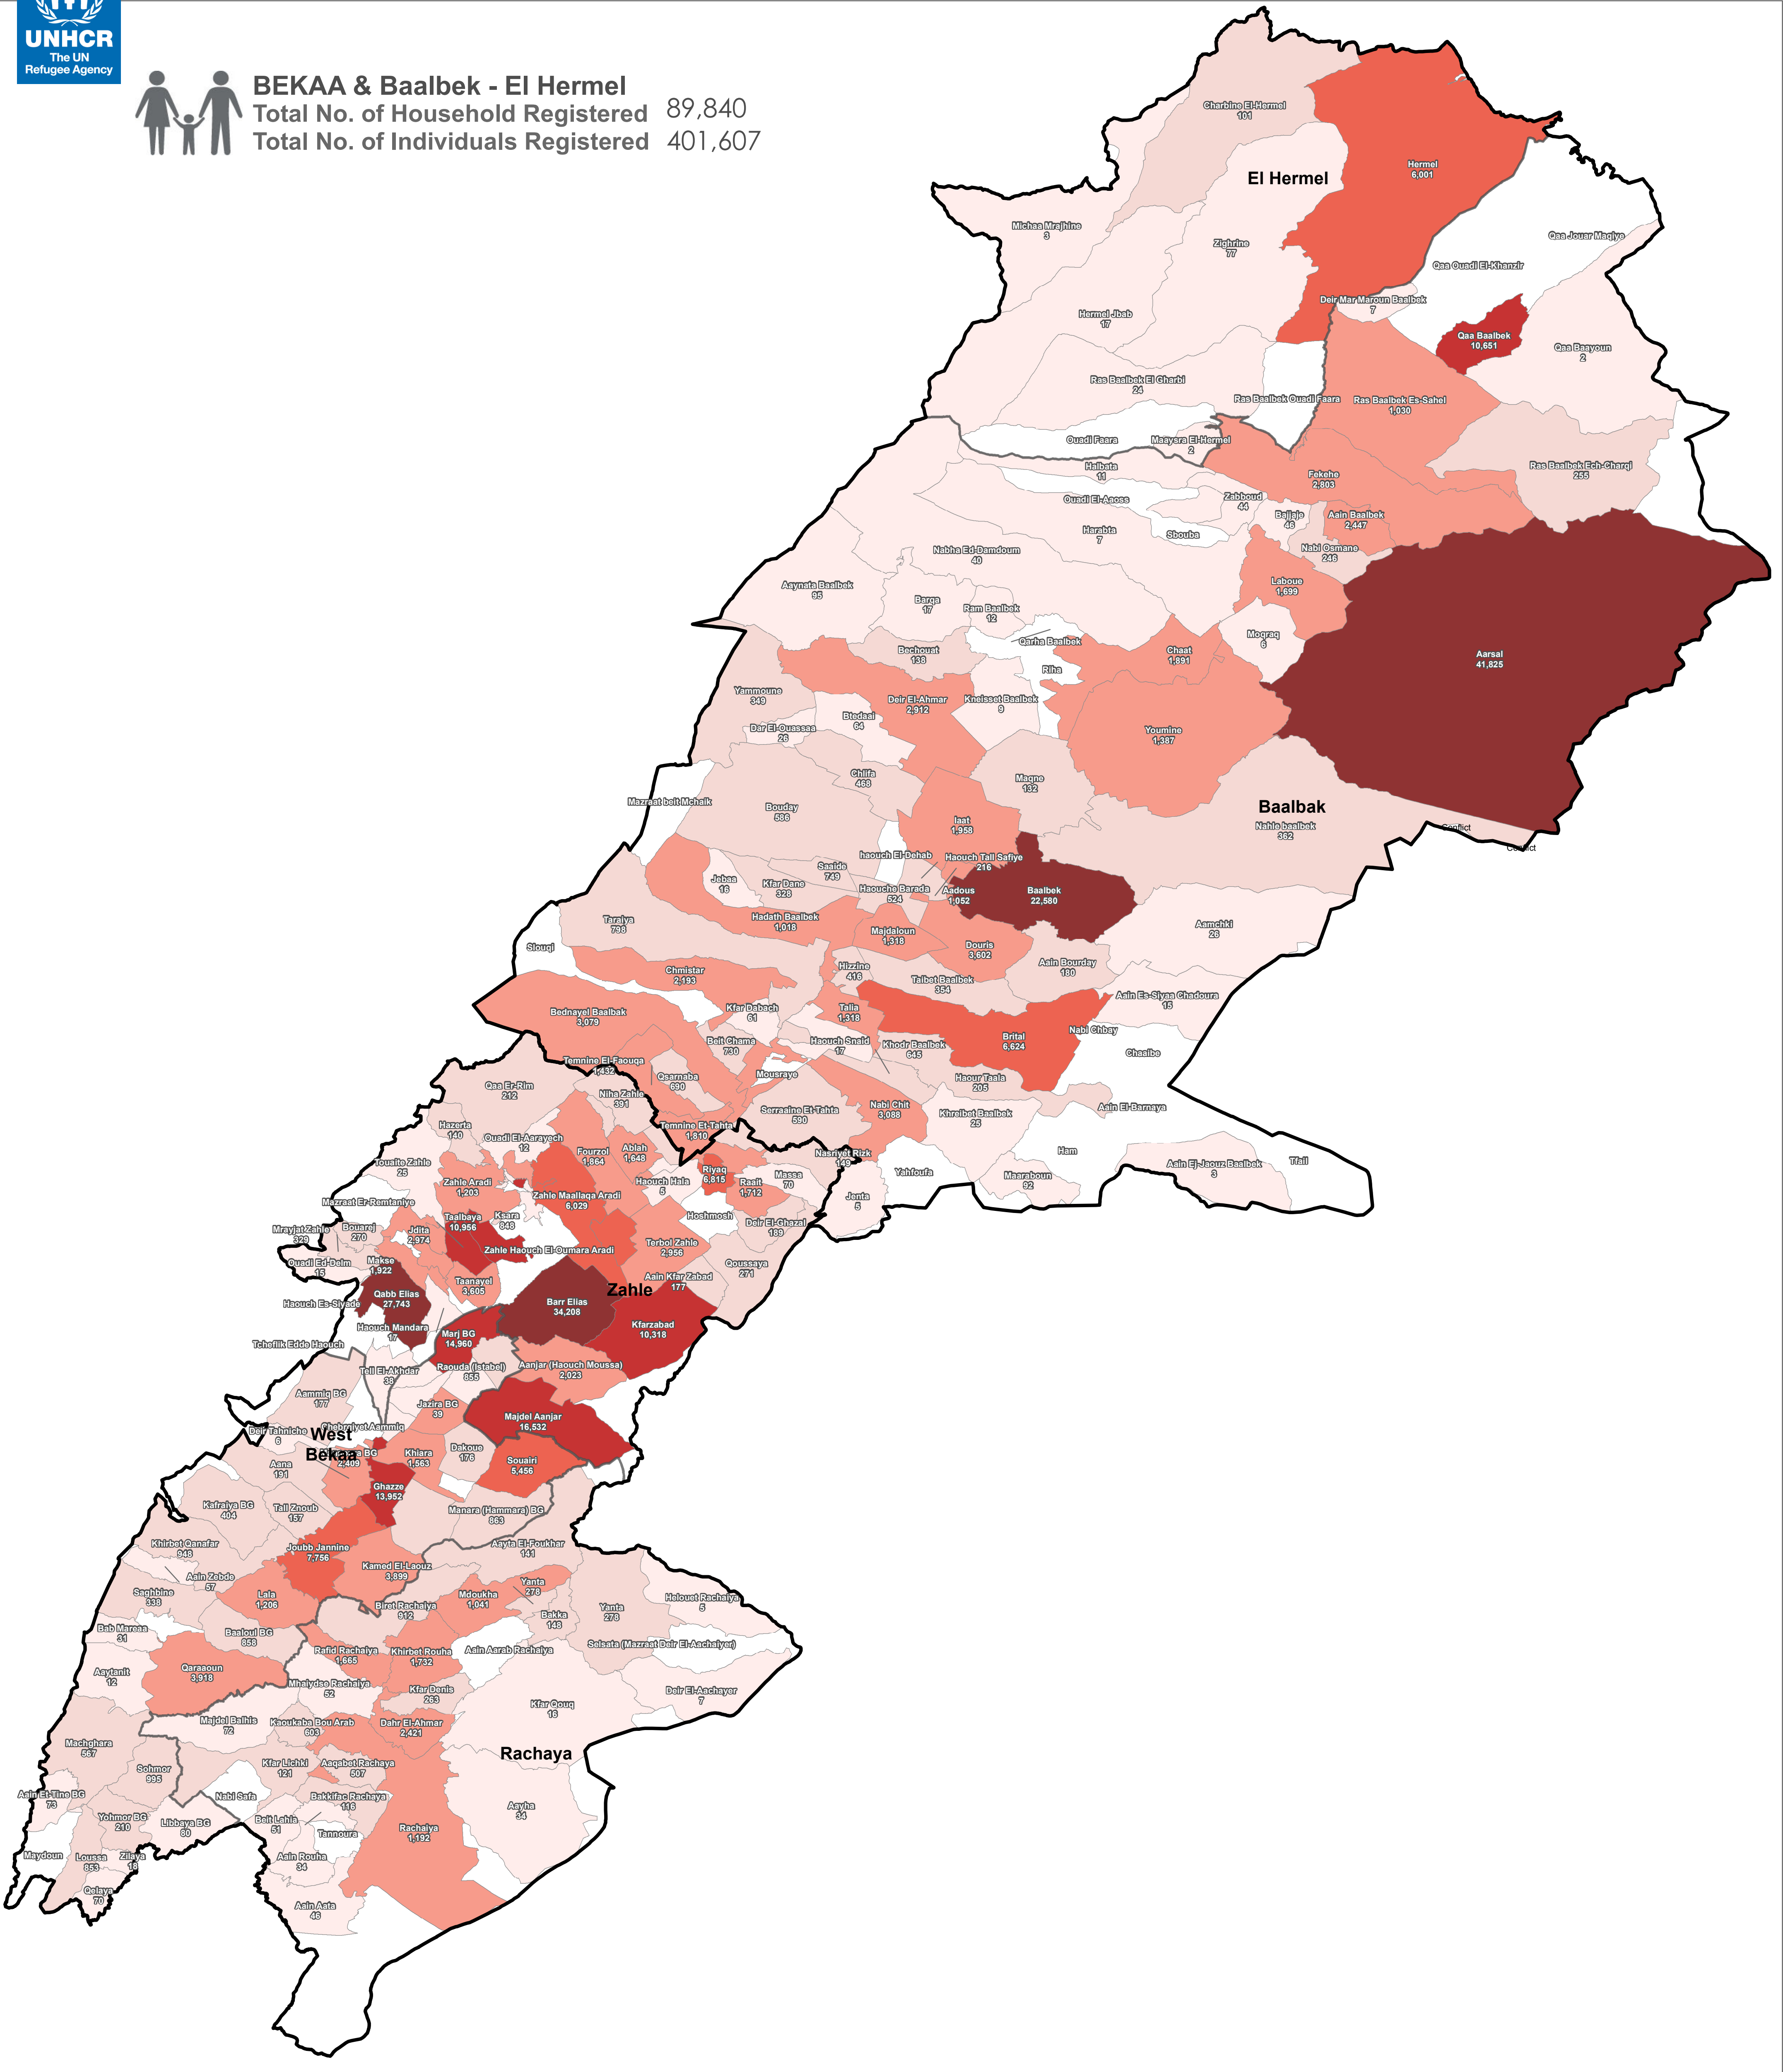 UNHCR
The UN
Refugee Agency
BEKAA & Baalbek - El Hermel
Total No. of Household Registered 89,840
Total No. of Individuals Registered 401,607
Charbine El-Hermel
101
Hermel
6,001
El Hermel
Michaa Mrajhine
3
Zighrine
77
Qaa Jouar Maqiye
Qaa Ouadi El-Khanzir
Deir Mar Maroun Baalbek
7
Hermel Jbab
17
Qaa Baalbek
10,651
Qaa Baayoun
2
Ras Baalbek El Gharbi
24
Ras Baalbek Ouadi Faara
Ras Baalbek Es-Sahel
1,030
Ouadi Faara
Maaysra El-Hermel
2
Halbata
11
Fekehe
2,803
Ras Baalbek Ech-Charqi
255
Ouadi El-Aaoss
Zabboud
44
Bajjaje
46
Aain Baalbek
2,447
Harabta
7
Sbouba
Nabi Osmane
246
Nabha Ed-Damdoum
40
Aaynata Baalbek
95
Laboue
1,699
Barqa
17
Ram Baalbek
12
Moqraq
6
Qarha Baalbek
Bechouat
138
Chaat
1,891
Aarsal
41,825
Riha
Yammoune
349
Deir El-Ahmar
2,912
Kneisset Baalbek
9
Btedaai
64
Dar El-Ouassaa
26
Youmine
1,387
Chlifa
468
Maqne
132
Mazraat beit Mchaik
Bouday
586
Baalbak
Nahle baalbek
362
Conflict
Conflict
Iaat
1,958
haouch El-Dehab
Haouch Tall Safiye
216
Saaide
749
Jebaa
16
Kfar Dane
328
Haouche Barada
524
Aadous
1,052
Baalbek
22,580
Taraiya
798
Hadath Baalbek
1,018
Majdaloun
1,318
Aamchki
26
Slouqi
Douris
3,602
Aain Bourday
180
Chmistar
2,193
Hizzine
416
Taibet Baalbek
354
Aain Es-Siyaa Chadoura
15
Bednayel Baalbak
3,079
Kfar Dabach
61
Talia
1,318
Nabi Chbay
Brital
6,624
Beit Chama
730
Haouch Snaid
17
Khodr Baalbek
645
Chaaibe
Temnine El-Faouqa
1,432
Qsarnaba
690
Mousraye
Haour Taala
205
Qaa Er-Rim
212
Niha Zahle
391
Serraaine Et-Tahta
590
Nabi Chit
3,088
Khreibet Baalbek
25
Aain El-Barnaya
Hazerta
140
Temnine Et-Tahta
1,810
Ouadi El-Aarayech
12
Fourzol
1,864
Ablah
1,648
Nasriyet Rizk
149
Ham
Touaite Zahle
25
Riyaq
6,815
Massa
70
Yahfoufa
Maaraboun
92
Aain Ej-Jaouz Baalbek
3
Tfail
Zahle Aradi
1,203
Haouch Hala
5
Raait
1,712
Jenta
5
Mazraat Er-Remtaniye
Zahle Maallaqa Aradi
6,029
Taalbaya
10,956
Ksara
848
Hoshmosh
Deir El-Ghazal
189
Mrayjat Zahle
329
Bouarej
270
Jdita
2,974
Zahle Haouch El-Oumara Aradi
Terbol Zahle
2,956
Ouadi Ed-Delm
15
Makse
1,922
Qoussaya
271
Taanayel
3,605
Aain Kfar Zabad
177
Zahle
Haouch Es-Siyade
Qabb Elias
27,743
Barr Elias
34,208
Haouch Mandara
17
Kfarzabad
10,318
Tcheflik Edde Haouch
Marj BG
14,960
Tell El-Akhdar
38
Raouda (Istabel)
855
Aanjar (Haouch Moussa)
2,023
Aammiq BG
177
Jazira BG
39
Majdel Aanjar
16,532
Deir Tahniche
6
Chebrqiyet Aammiq
West
Bekaa
2,409
Khiara
1,563
Dakoue
176
Aana
191
Souairi
5,456
Ghazze
13,952
Kafraiya BG
404
Tall Znoub
157
Manara (Hammara) BG
863
Khirbet Qanafar
948
Joubb Jannine
7,756
Aayta El-Foukhar
141
Aain Zebde
57
Kamed El-Laouz
3,899
Saghbine
338
Lala
1,206
Mdoukha
1,041
Yanta
278
Biret Rachaiya
912
Bakka
148
Yanta
278
Helouet Rachaiya
5
Bab Mareaa
31
Baaloul BG
858
Aaytanit
12
Qaraaoun
3,918
Rafid Rachaiya
1,665
Khirbet Rouha
1,732
Aain Aarab Rachaiya
Selsata (Mazraat Deir El-Aachaiyer)
Mhaiydse Rachaiya
52
Kfar Denis
263
Kfar Qouq
16
Deir El-Aachayer
7
Majdel Balhis
72
Kaoukaba Bou Arab
603
Dahr El-Ahmar
2,421
Machghara
567
Rachaya
Sohmor
995
Kfar Lichki
121
Aaqabet Rachaya
507
Aain Et-Tine BG
73
Nabi Safa
Bakkifac Rachaya
116
Aayha
34
Yohmor BG
210
Libbaya BG
80
Beit Lahia
51
Tannoura
Rachaiya
1,192
Maydoun
Loussa
853
Zilaya
18
Aain Rouha
34
Qelaya
70
Aain Aata
46